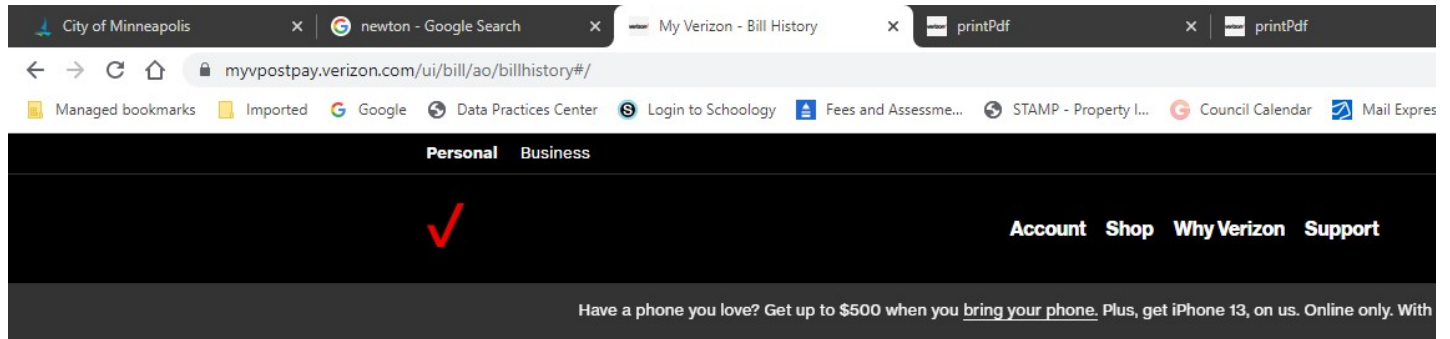 City of Minneapolis newton - Google Search My Verizon - Bill History printPdf printPdf
myvpostpay.verizon.com/ui/bill/ao/billhistory#/
Managed bookmarks Imported Google Data Practices Center Login to Schoology Fees and Assessme... STAMP - Property I... Council Calendar Mail Expres
Personal Business
Account Shop Why Verizon Support
Have a phone you love? Get up to $500 when you bring your phone. Plus, get iPhone 13, on us. Online only. With